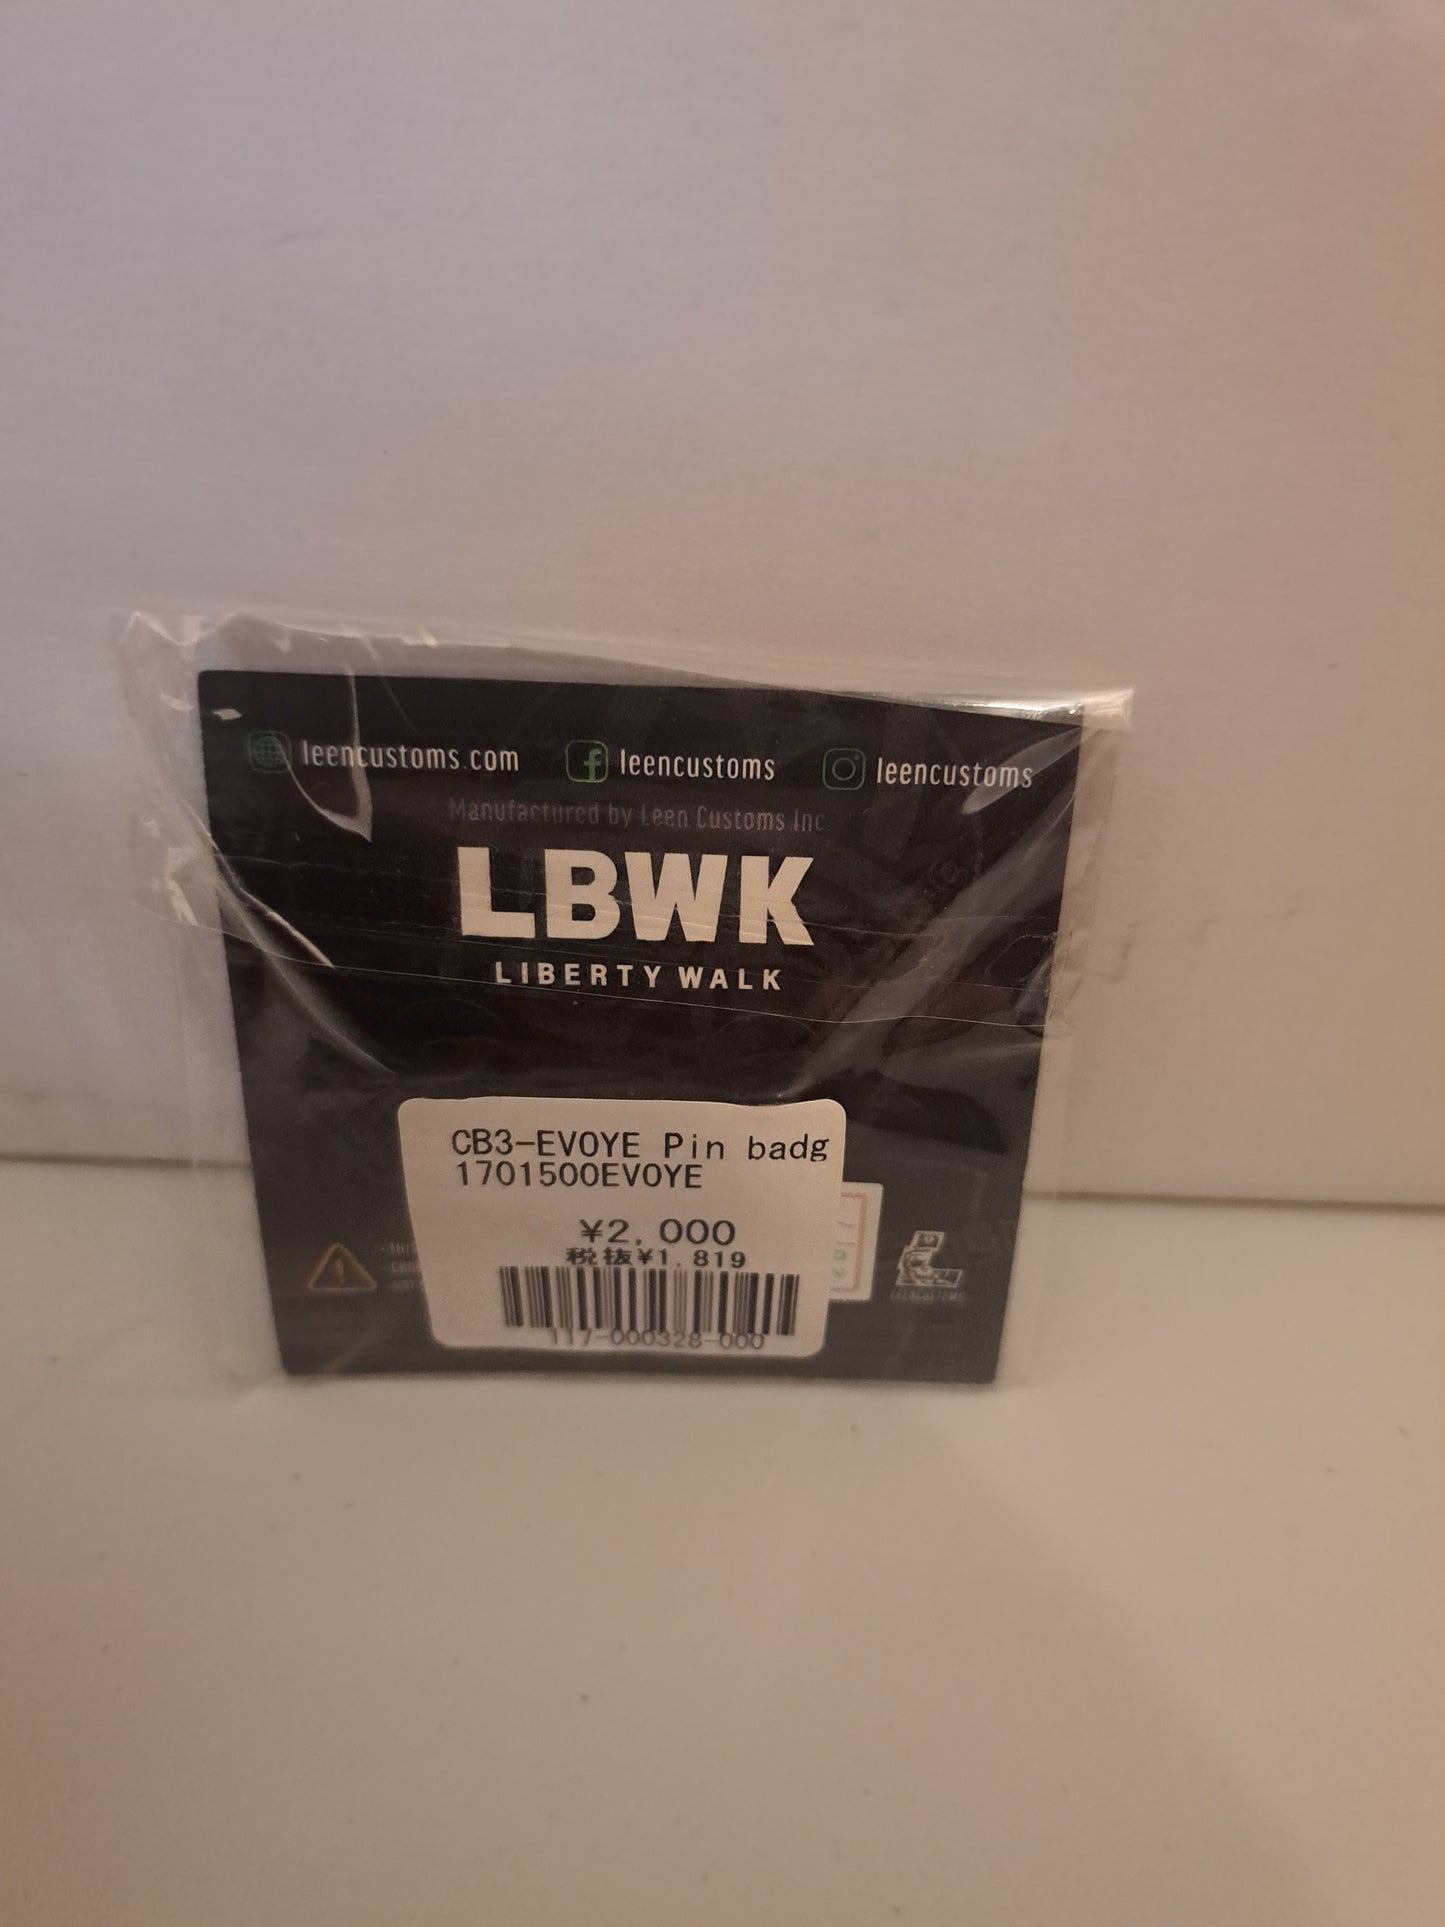 leencustoms.com leencustoms leencustoms
Manufactured by Leen Customs Inc.
LBWK
LIBERTY WALK
CB3-EVOYE Pin badg
1701500EVOYE
¥2,000
税抜¥1,819
117-000328-000
LEENCUSTOMS